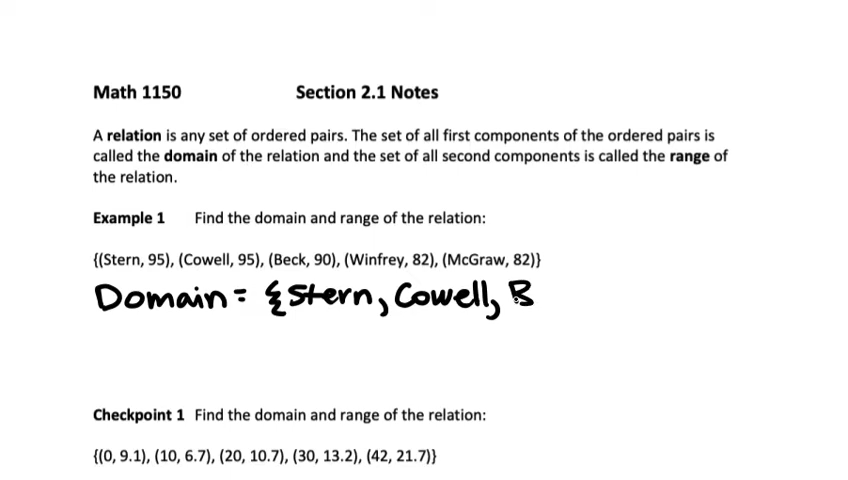 Math 1150 Section 2.1 Notes
A relation is any set of ordered pairs. The set of all first components of the ordered pairs is
called the domain of the relation and the set of all second components is called the range of
the relation.
Example 1 Find the domain and range of the relation:
{(Stern, 95), (Cowell, 95), (Beck, 90), (Winfrey, 82), (McGraw, 82)}
Domain = {Stern, Cowell, B
Checkpoint 1 Find the domain and range of the relation:
{(0, 9.1), (10, 6.7), (20, 10.7), (30, 13.2), (42, 21.7)}